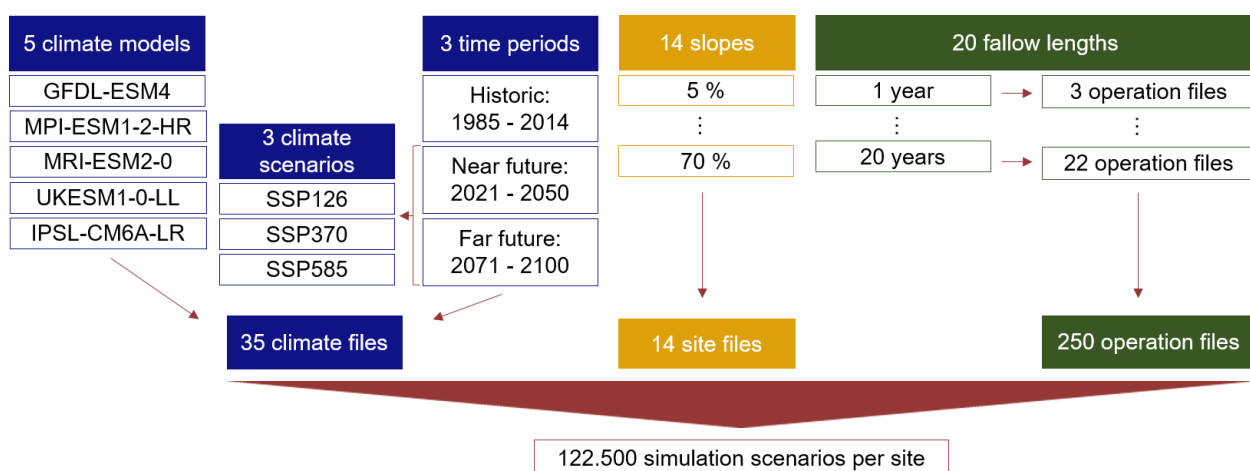 5 climate models
GFDL-ESM4
MPI-ESM1-2-HR
MRI-ESM2-0
UKESM1-0-LL
IPSL-CM6A-LR
3 climate
scenarios
SSP126
SSP370
SSP585
3 time periods
Historic:
1985 - 2014
Near future:
2021 - 2050
Far future:
2071 - 2100
35 climate files
14 slopes
5 %
⋮
70 %
14 site files
20 fallow lengths
1 year
⋮
20 years
3 operation files
⋮
22 operation files
250 operation files
122.500 simulation scenarios per site